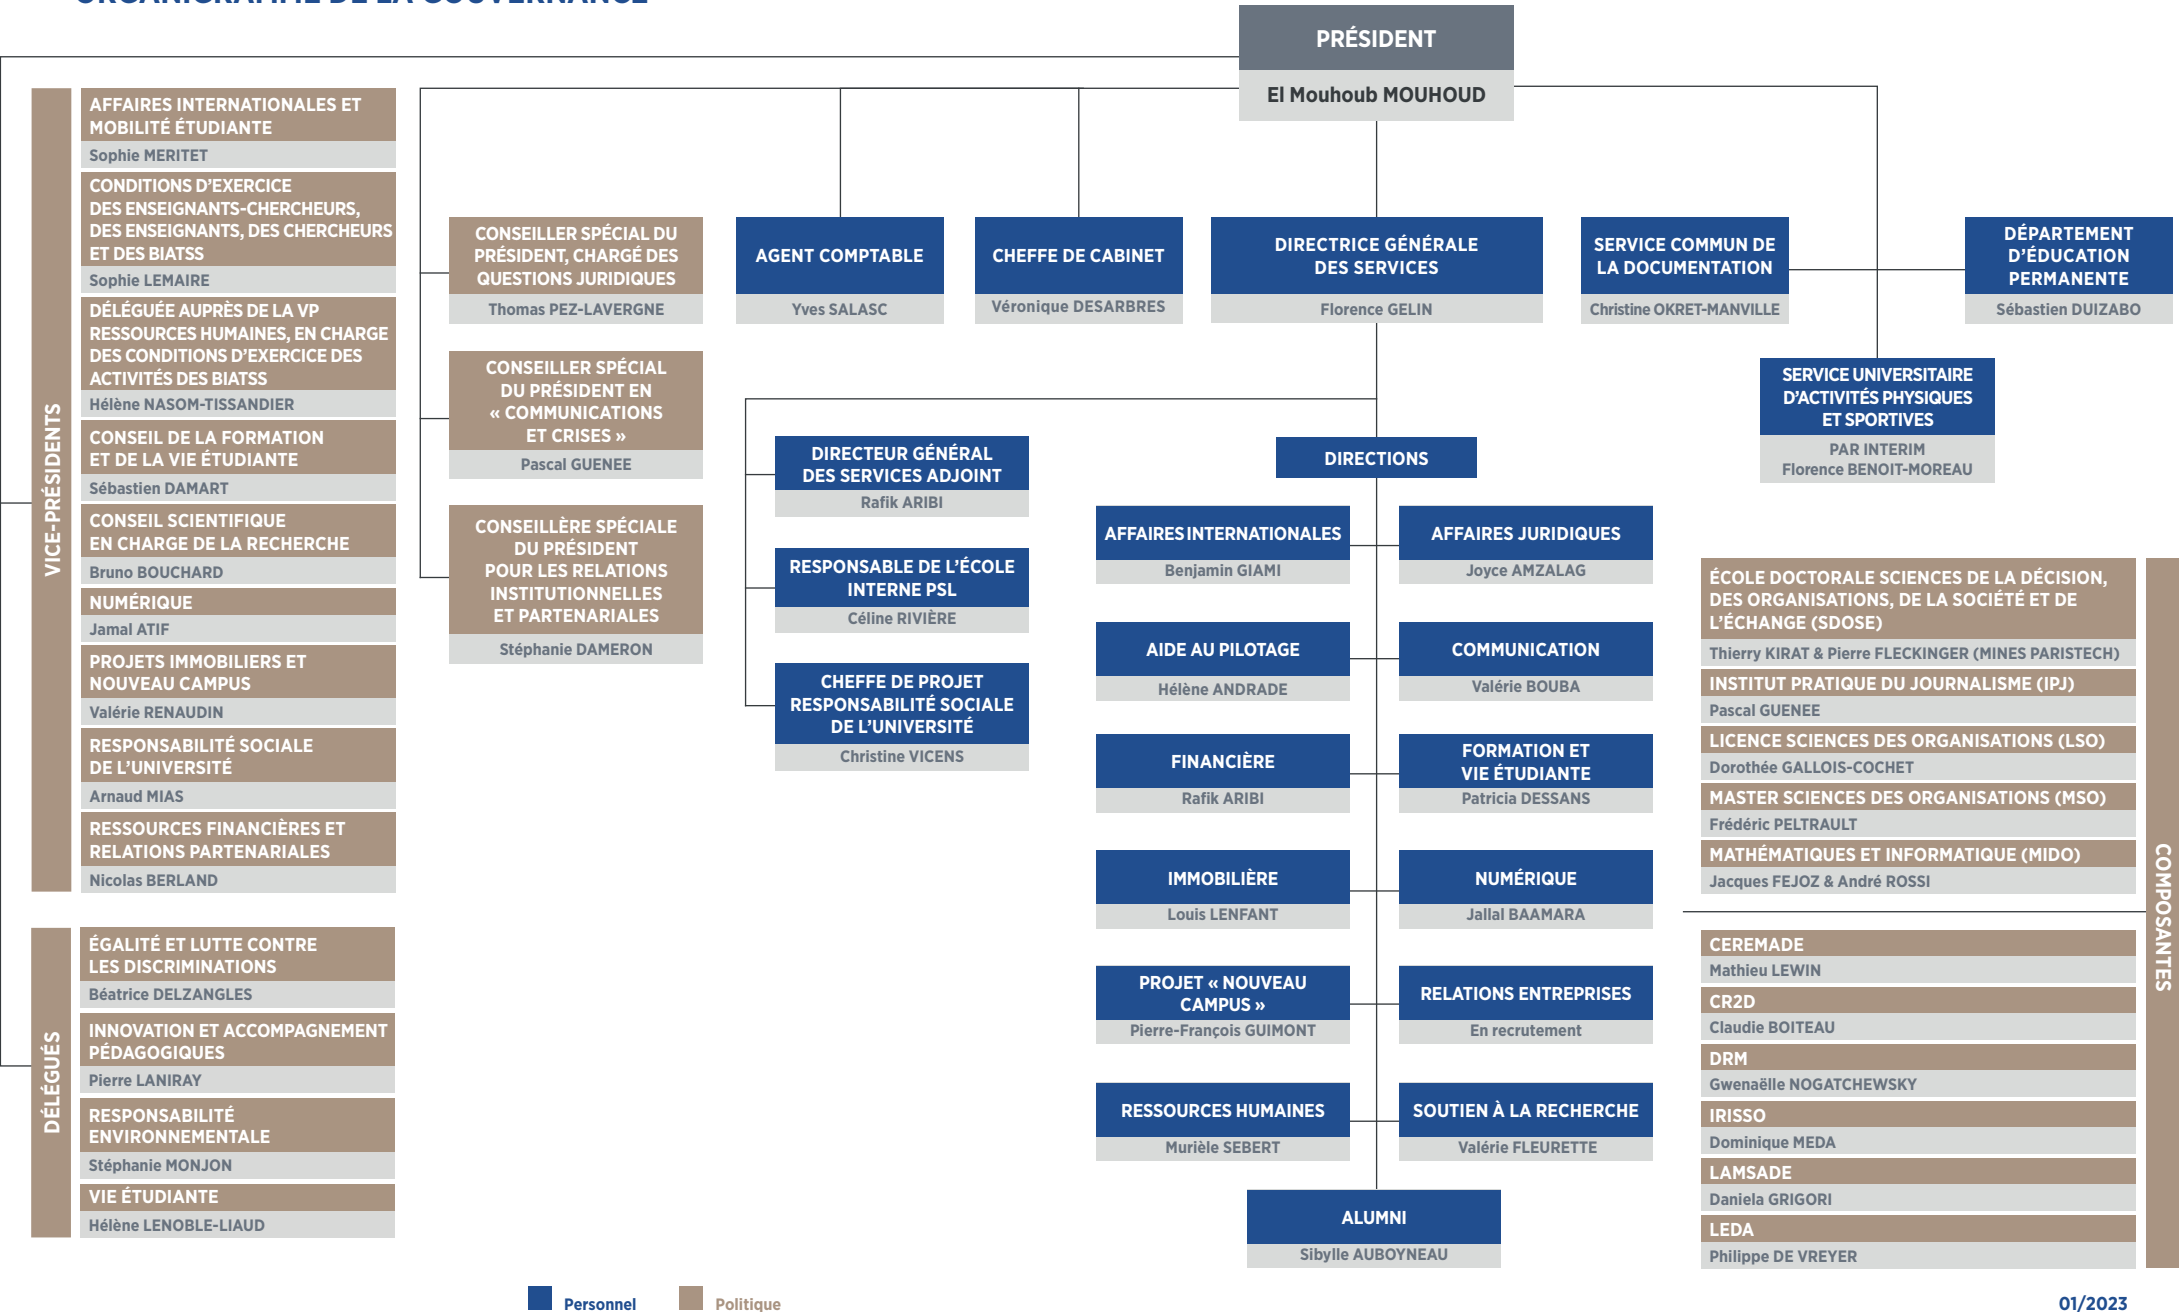 ORGANIGRAMME DE LA GOUVERNANCE
PRÉSIDENT
El Mouhoub MOUHOUD
VICE-PRÉSIDENTS
AFFAIRES INTERNATIONALES ET
MOBILITÉ ÉTUDIANTE
Sophie MERITET
CONDITIONS D’EXERCICE
DES ENSEIGNANTS-CHERCHEURS,
DES ENSEIGNANTS, DES CHERCHEURS
ET DES BIATSS
Sophie LEMAIRE
DÉLÉGUÉE AUPRÈS DE LA VP
RESSOURCES HUMAINES, EN CHARGE
DES CONDITIONS D’EXERCICE DES
ACTIVITÉS DES BIATSS
Hélène NASOM-TISSANDIER
CONSEIL DE LA FORMATION
ET DE LA VIE ÉTUDIANTE
Sébastien DAMART
CONSEIL SCIENTIFIQUE
EN CHARGE DE LA RECHERCHE
Bruno BOUCHARD
NUMÉRIQUE
Jamal ATIF
PROJETS IMMOBILIERS ET
NOUVEAU CAMPUS
Valérie RENAUDIN
RESPONSABILITÉ SOCIALE
DE L’UNIVERSITÉ
Arnaud MIAS
RESSOURCES FINANCIÈRES ET
RELATIONS PARTENARIALES
Nicolas BERLAND
DÉLÉGUÉS
ÉGALITÉ ET LUTTE CONTRE
LES DISCRIMINATIONS
Béatrice DELZANGLES
INNOVATION ET ACCOMPAGNEMENT
PÉDAGOGIQUES
Pierre LANIRAY
RESPONSABILITÉ
ENVIRONNEMENTALE
Stéphanie MONJON
VIE ÉTUDIANTE
Hélène LENOBLE-LIAUD
CONSEILLER SPÉCIAL DU
PRÉSIDENT, CHARGÉ DES
QUESTIONS JURIDIQUES
Thomas PEZ-LAVERGNE
CONSEILLER SPÉCIAL
DU PRÉSIDENT EN
« COMMUNICATIONS
ET CRISES »
Pascal GUENEE
CONSEILLÈRE SPÉCIALE
DU PRÉSIDENT
POUR LES RELATIONS
INSTITUTIONNELLES
ET PARTENARIALES
Stéphanie DAMERON
AGENT COMPTABLE
Yves SALASC
CHEFFE DE CABINET
Véronique DESARBRES
DIRECTRICE GÉNÉRALE
DES SERVICES
Florence GELIN
SERVICE COMMUN DE
LA DOCUMENTATION
Christine OKRET-MANVILLE
DÉPARTEMENT
D’ÉDUCATION
PERMANENTE
Sébastien DUIZABO
SERVICE UNIVERSITAIRE
D’ACTIVITÉS PHYSIQUES
ET SPORTIVES
PAR INTERIM
Florence BENOIT-MOREAU
DIRECTEUR GÉNÉRAL
DES SERVICES ADJOINT
Rafik ARIBI
RESPONSABLE DE L’ÉCOLE
INTERNE PSL
Céline RIVIÈRE
CHEFFE DE PROJET
RESPONSABILITÉ SOCIALE
DE L’UNIVERSITÉ
Christine VICENS
DIRECTIONS
AFFAIRES INTERNATIONALES
Benjamin GIAMI
AFFAIRES JURIDIQUES
Joyce AMZALAG
AIDE AU PILOTAGE
Hélène ANDRADE
COMMUNICATION
Valérie BOUBA
FINANCIÈRE
Rafik ARIBI
FORMATION ET
VIE ÉTUDIANTE
Patricia DESSANS
IMMOBILIÈRE
Louis LENFANT
NUMÉRIQUE
Jallal BAAMARA
PROJET « NOUVEAU
CAMPUS »
Pierre-François GUIMONT
RELATIONS ENTREPRISES
En recrutement
RESSOURCES HUMAINES
Murièle SEBERT
SOUTIEN À LA RECHERCHE
Valérie FLEURETTE
ALUMNI
Sibylle AUBOYNEAU
COMPOSANTES
ÉCOLE DOCTORALE SCIENCES DE LA DÉCISION,
DES ORGANISATIONS, DE LA SOCIÉTÉ ET DE
L’ÉCHANGE (SDOSE)
Thierry KIRAT & Pierre FLECKINGER (MINES PARISTECH)
INSTITUT PRATIQUE DU JOURNALISME (IPJ)
Pascal GUENEE
LICENCE SCIENCES DES ORGANISATIONS (LSO)
Dorothée GALLOIS-COCHET
MASTER SCIENCES DES ORGANISATIONS (MSO)
Frédéric PELTRAULT
MATHÉMATIQUES ET INFORMATIQUE (MIDO)
Jacques FEJOZ & André ROSSI
CEREMADE
Mathieu LEWIN
CR2D
Claudie BOITEAU
DRM
Gwenaëlle NOGATCHEWSKY
IRISSO
Dominique MEDA
LAMSADE
Daniela GRIGORI
LEDA
Philippe DE VREYER
Personnel
Politique
01/2023